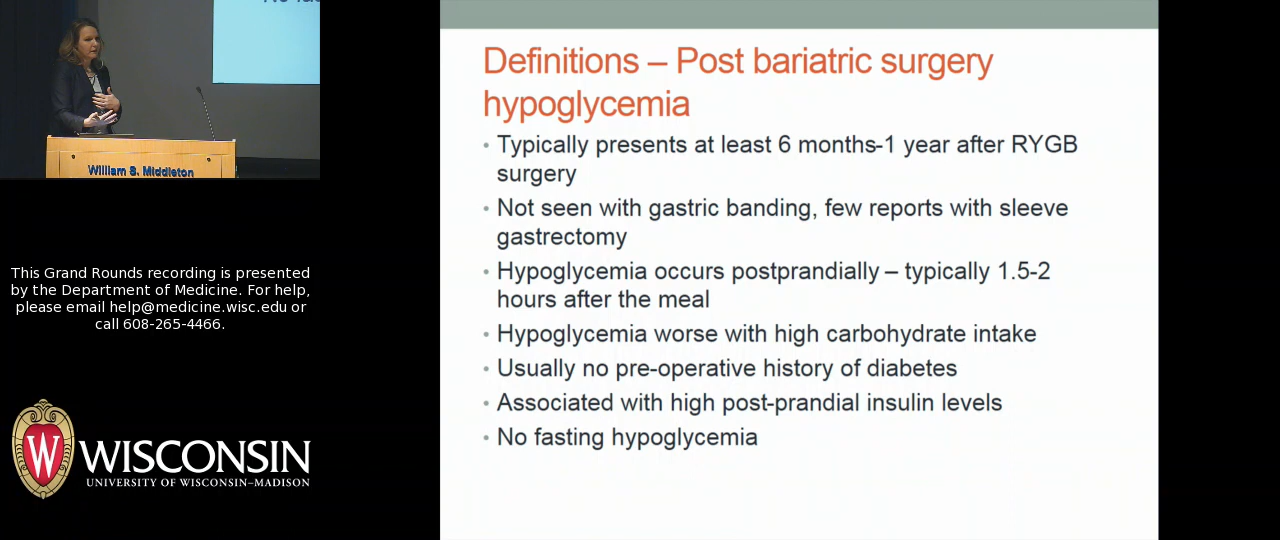 William S. Middleton
This Grand Rounds recording is presented
by the Department of Medicine. For help,
please email help@medicine.wisc.edu or
call 608-265-4466.
W
WISCONSIN
UNIVERSITY OF WISCONSIN–MADISON
Definitions – Post bariatric surgery
hypoglycemia
• Typically presents at least 6 months-1 year after RYGB
surgery
• Not seen with gastric banding, few reports with sleeve
gastrectomy
• Hypoglycemia occurs postprandially – typically 1.5-2
hours after the meal
• Hypoglycemia worse with high carbohydrate intake
• Usually no pre-operative history of diabetes
• Associated with high post-prandial insulin levels
• No fasting hypoglycemia